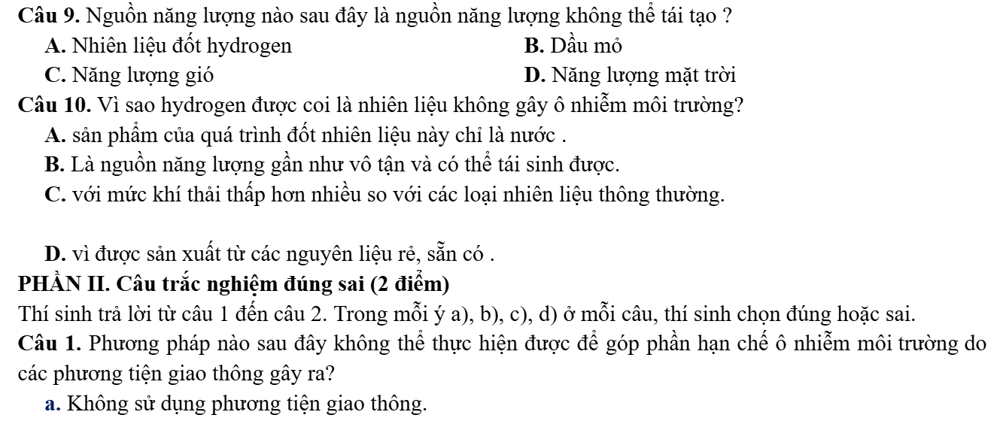 Câu 9. Nguồn năng lượng nào sau đây là nguồn năng lượng không thể tái tạo ?
A. Nhiên liệu đốt hydrogen B. Dầu mỏ
C. Năng lượng gió D. Năng lượng mặt trời
Câu 10. Vì sao hydrogen được coi là nhiên liệu không gây ô nhiễm môi trường?
A. sản phẩm của quá trình đốt nhiên liệu này chỉ là nước .
B. Là nguồn năng lượng gần như vô tận và có thể tái sinh được.
C. với mức khí thải thấp hơn nhiều so với các loại nhiên liệu thông thường.
D. vì được sản xuất từ các nguyên liệu rẻ, sẵn có .
PHẦN II. Câu trắc nghiệm đúng sai (2 điểm)
Thí sinh trả lời từ câu 1 đến câu 2. Trong mỗi ý a), b), c), d) ở mỗi câu, thí sinh chọn đúng hoặc sai.
Câu 1. Phương pháp nào sau đây không thể thực hiện được để góp phần hạn chế ô nhiễm môi trường do
các phương tiện giao thông gây ra?
a. Không sử dụng phương tiện giao thông.